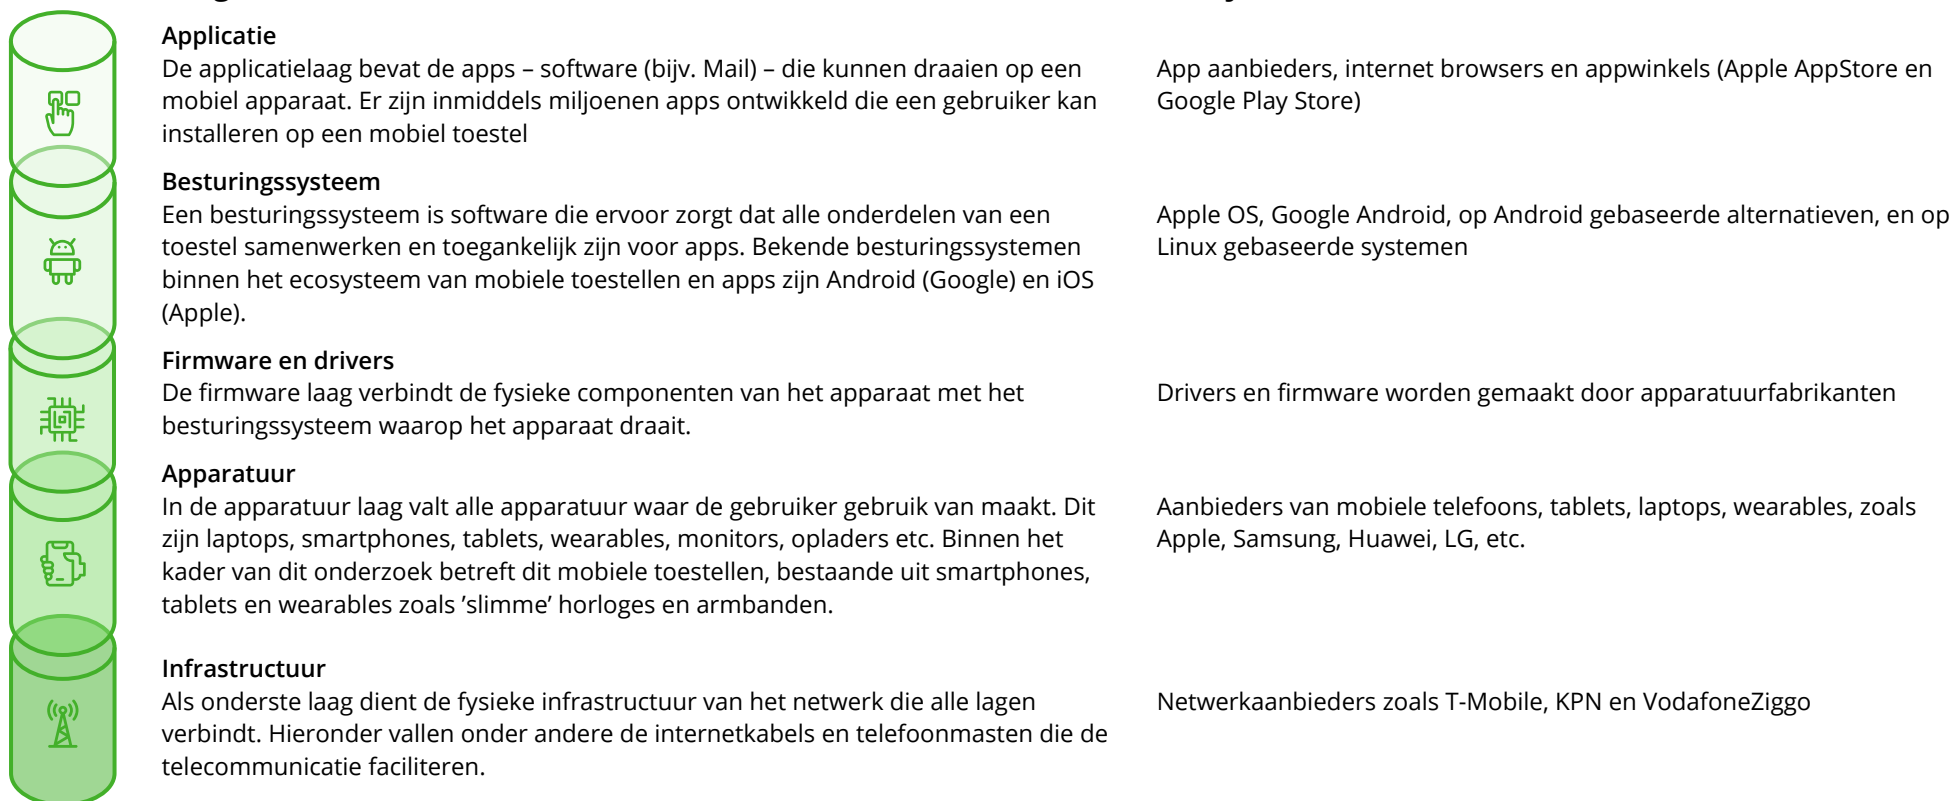 Applicatie
De applicatielaag bevat de apps – software (bijv. Mail) – die kunnen draaien op een
mobiel apparaat. Er zijn inmiddels miljoenen apps ontwikkeld die een gebruiker kan
installeren op een mobiel toestel
App aanbieders, internet browsers en appwinkels (Apple AppStore en
Google Play Store)
Besturingssysteem
Een besturingssysteem is software die ervoor zorgt dat alle onderdelen van een
toestel samenwerken en toegankelijk zijn voor apps. Bekende besturingssystemen
binnen het ecosysteem van mobiele toestellen en apps zijn Android (Google) en iOS
(Apple).
Apple OS, Google Android, op Android gebaseerde alternatieven, en op
Linux gebaseerde systemen
Firmware en drivers
De firmware laag verbindt de fysieke componenten van het apparaat met het
besturingssysteem waarop het apparaat draait.
Drivers en firmware worden gemaakt door apparatuurfabrikanten
Apparatuur
In de apparatuur laag valt alle apparatuur waar de gebruiker gebruik van maakt. Dit
zijn laptops, smartphones, tablets, wearables, monitors, opladers etc. Binnen het
kader van dit onderzoek betreft dit mobiele toestellen, bestaande uit smartphones,
tablets en wearables zoals ’slimme’ horloges en armbanden.
Aanbieders van mobiele telefoons, tablets, laptops, wearables, zoals
Apple, Samsung, Huawei, LG, etc.
Infrastructuur
Als onderste laag dient de fysieke infrastructuur van het netwerk die alle lagen
verbindt. Hieronder vallen onder andere de internetkabels en telefoonmasten die de
telecommunicatie faciliteren.
Netwerkaanbieders zoals T-Mobile, KPN en VodafoneZiggo